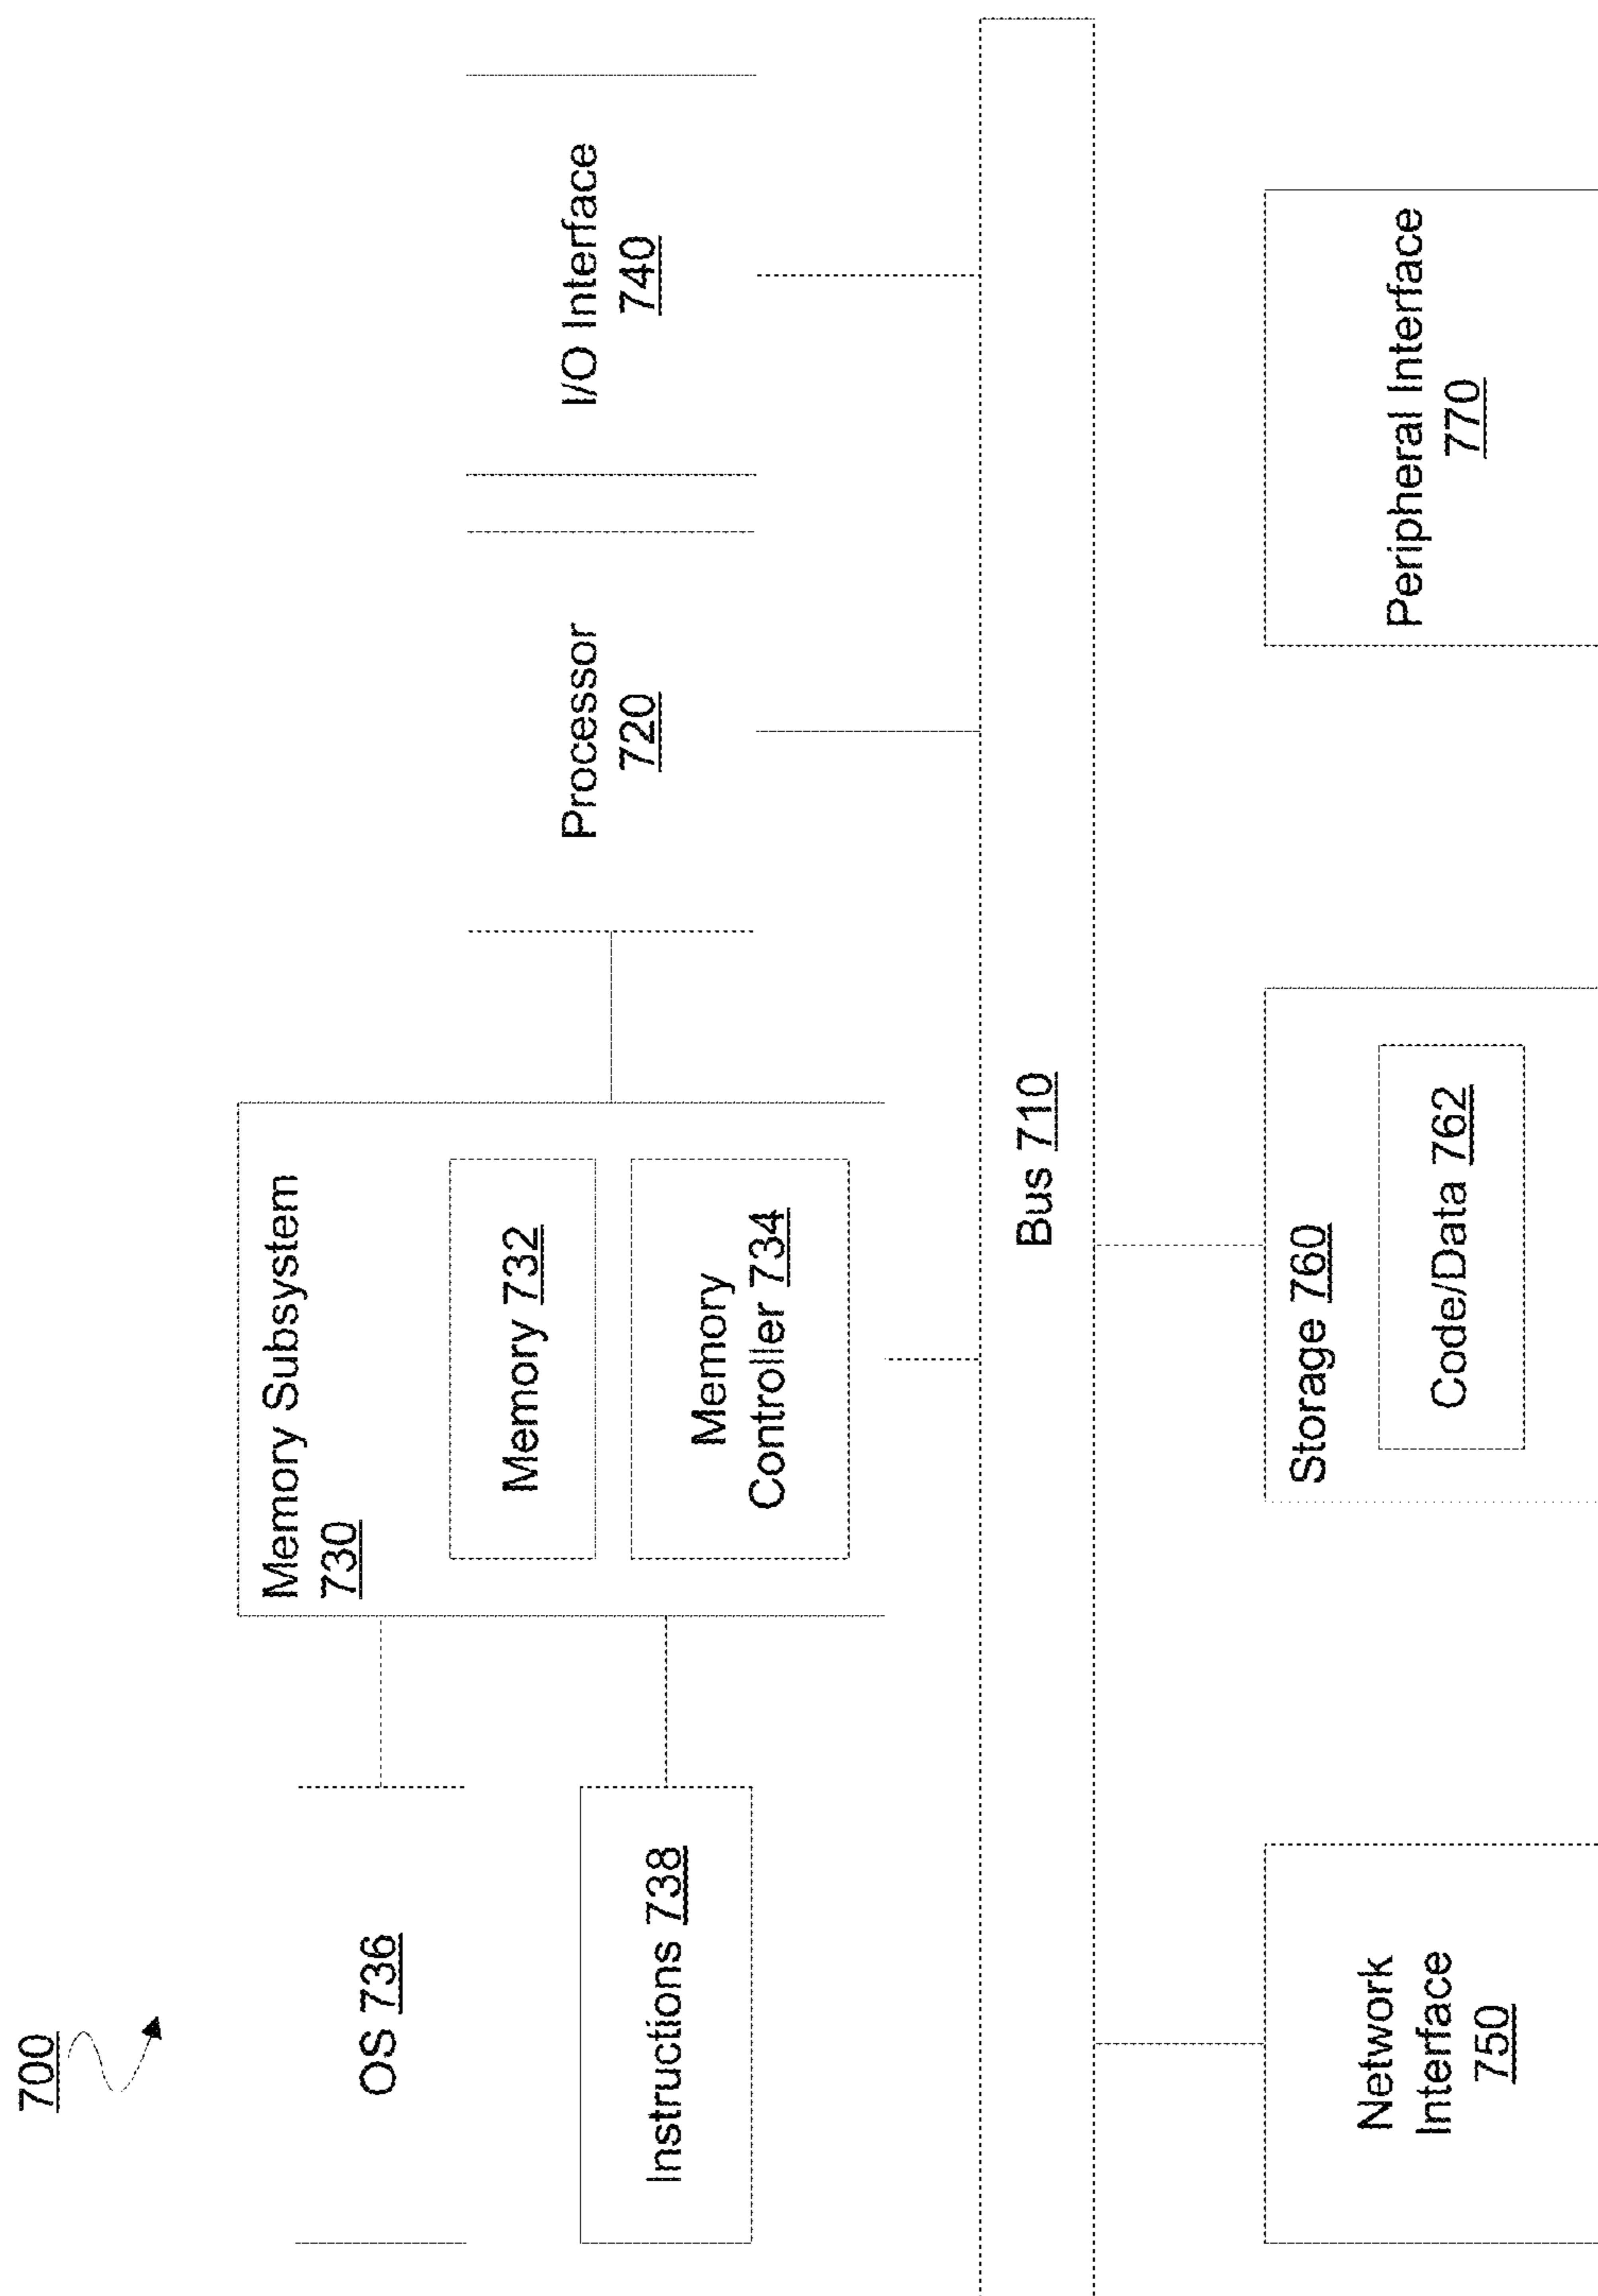 700
OS 736
Instructions 738
Memory Subsystem
730
Memory 732
Memory
Controller 734
Processor
720
I/O Interface
740
Bus 710
Network
Interface
750
Storage 760
Code/Data 762
Peripheral Interface
770